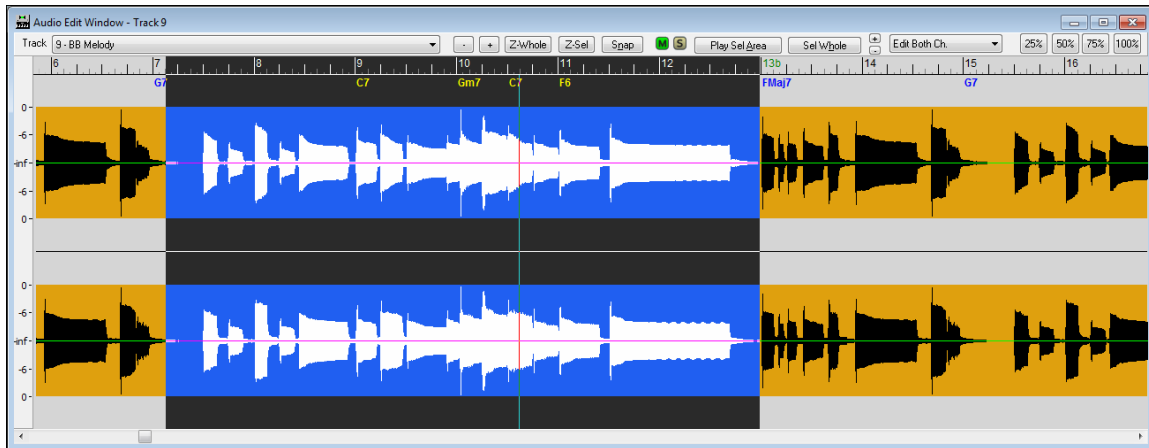 Audio Edit Window - Track 9
Track 9 - BB Melody - + Z-Whole Z-Sel Snap M S Play Sel Area Sel Whole + - Edit Both Ch. 25% 50% 75% 100%
6 7 8 9 10 11 12 13b 14 15 16
G7 C7 Gm7 C7 F6 FMaj7 G7
0-
-6-
-inf-
-6-
0-
0-
-6-
-inf-
-6-
0-